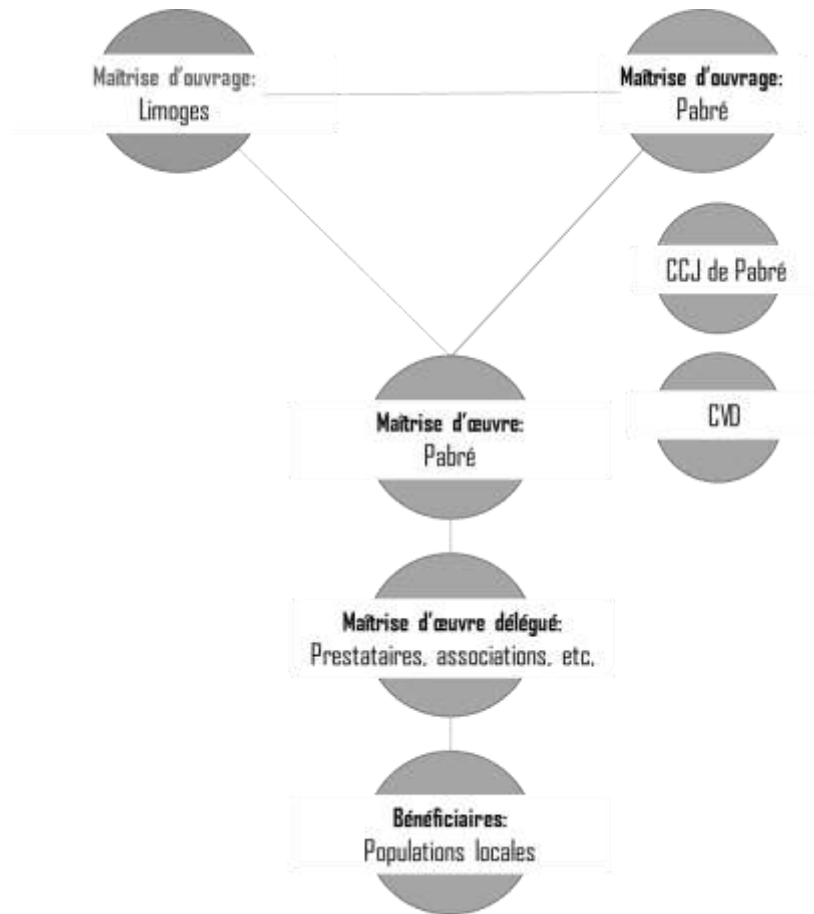 Maîtrise d'ouvrage:
Limoges
Maîtrise d'ouvrage:
Pabré
CCJ de Pabré
CVD
Maîtrise d'œuvre:
Pabré
Maîtrise d'œuvre délégué:
Prestataires, associations, etc.
Bénéficiaires:
Populations locales